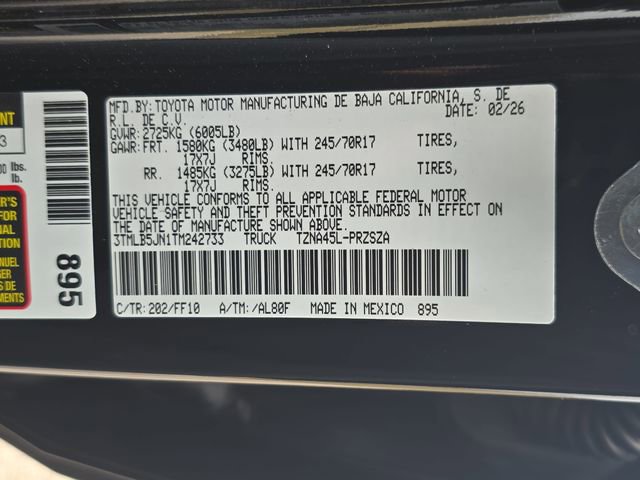 MFD.BY: TOYOTA MOTOR MANUFACTURING DE BAJA CALIFORNIA, S. DE
R.L. DE C.V. DATE: 02/26
GVWR: 2725KG (6005LB)
GAWR: FRT. 1580KG (3480LB) WITH 245/70R17 TIRES,
17X7J RIMS.
RR. 1485KG (3275LB) WITH 245/70R17 TIRES,
17X7J RIMS.
THIS VEHICLE CONFORMS TO ALL APPLICABLE FEDERAL MOTOR
VEHICLE SAFETY AND THEFT PREVENTION STANDARDS IN EFFECT ON
THE DATE OF MANUFACTURE SHOWN ABOVE.
3TMLB5JN1TM242733 TRUCK TZNA45L-PRZSZA
C/TR: 202/FF10 A/TM: /AL80F MADE IN MEXICO 895
895
lbs.
lb.
FOR